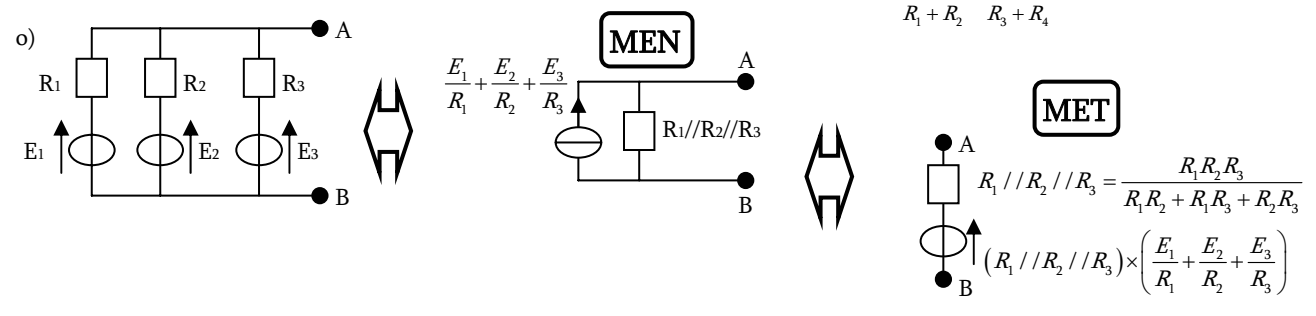 R₁ + R₂ R₃ + R₄
o)
A
R1
R2
R3
E1
E2
E3
B
MEN
E₁/R₁ + E₂/R₂ + E₃/R₃
A
R1//R2//R3
B
MET
A
R₁ // R₂ // R₃ = R₁R₂R₃ / (R₁R₂ + R₁R₃ + R₂R₃)
(R₁ // R₂ // R₃) × (E₁/R₁ + E₂/R₂ + E₃/R₃)
B